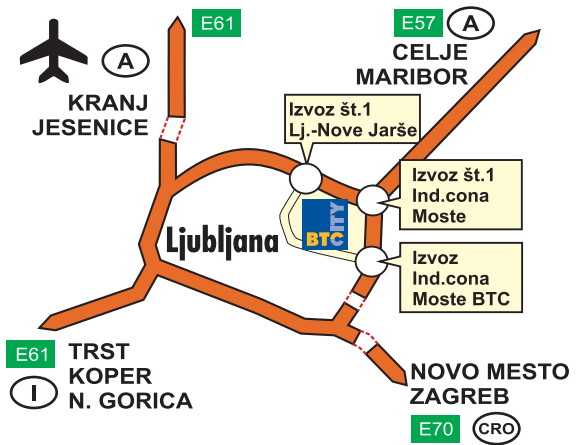 E61
A
KRANJ
JESENICE
E57
A
CELJE
MARIBOR
Izvoz št.1
Lj.-Nove Jarše
Izvoz št.1
Ind.cona
Moste
Ljubljana
BTC
CITY
Izvoz
Ind.cona
Moste BTC
E61
I
TRST
KOPER
N. GORICA
NOVO MESTO
ZAGREB
E70
CRO